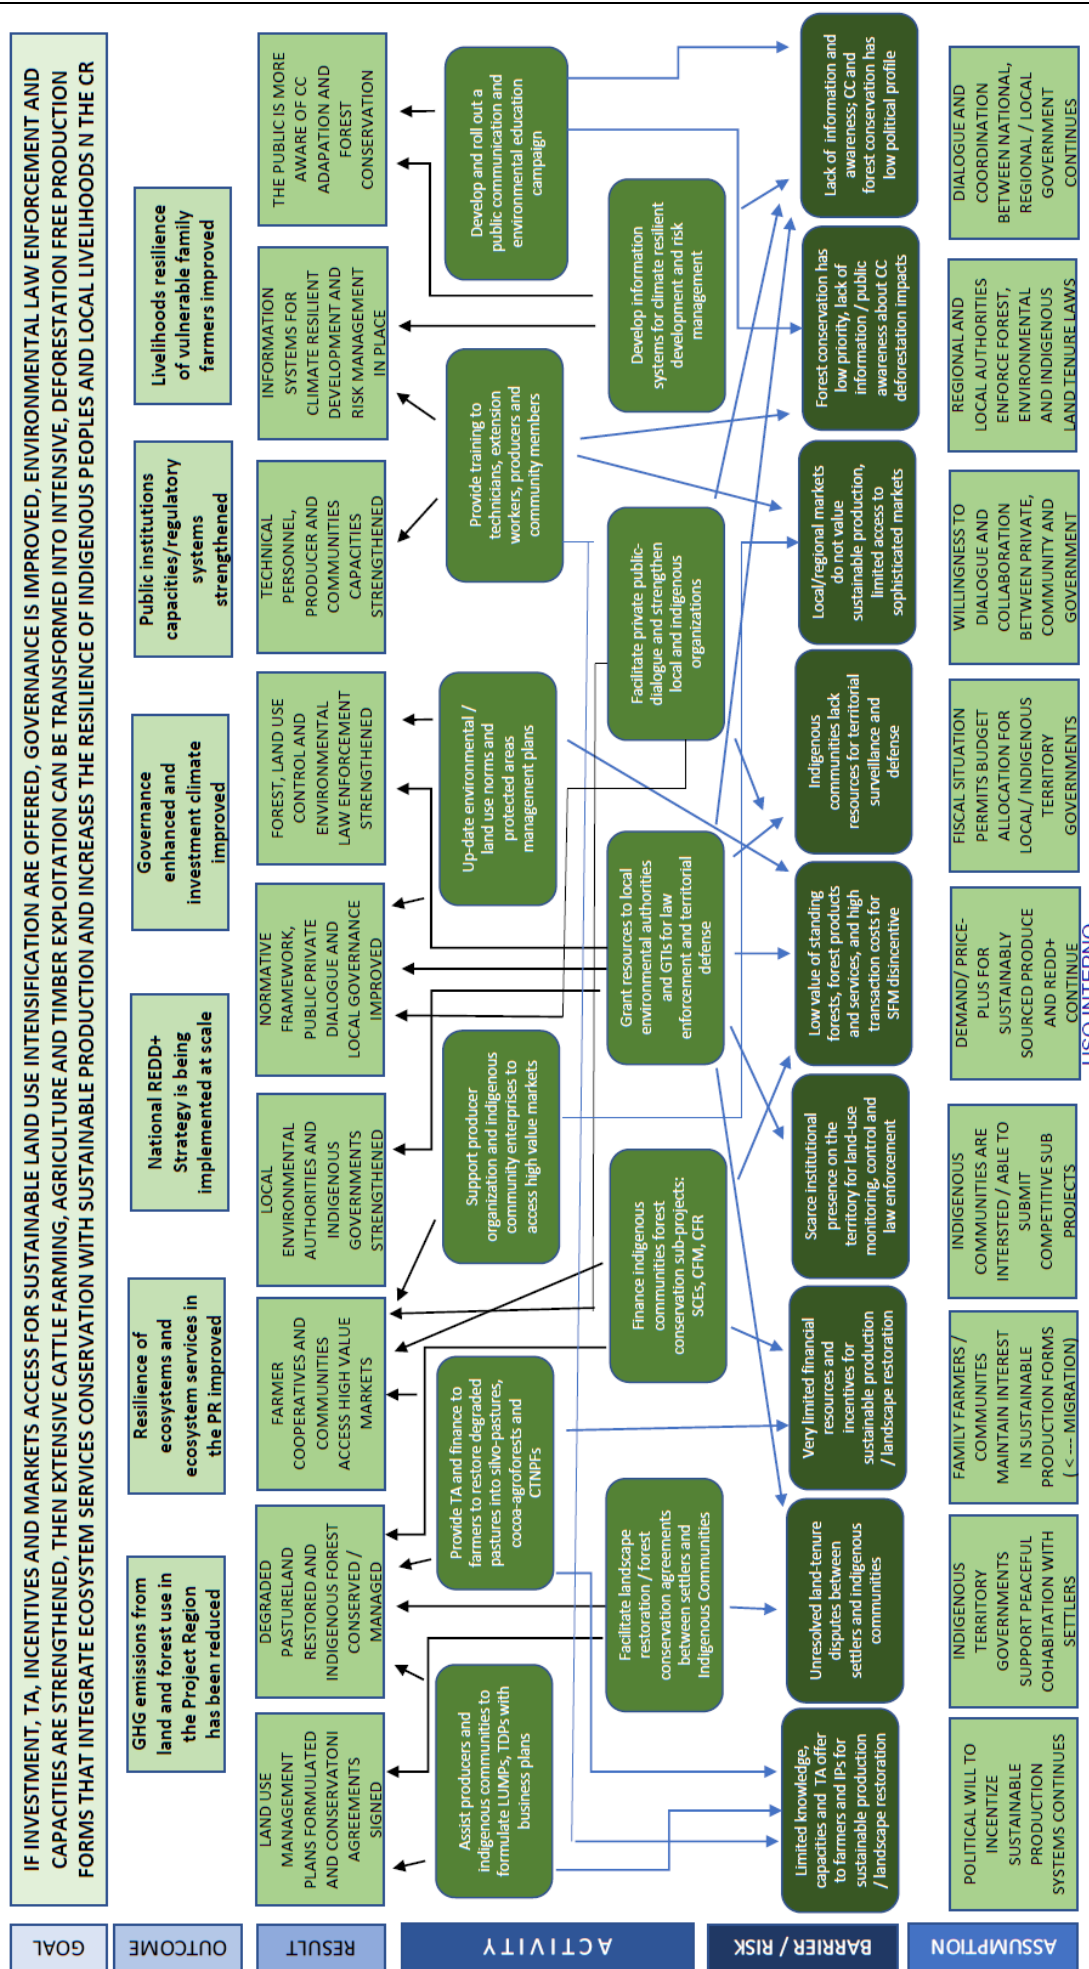 GOAL
IF INVESTMENT, TA, INCENTIVES AND MARKETS ACCESS FOR SUSTAINABLE LAND USE INTENSIFICATION ARE OFFERED, GOVERNANCE IS IMPROVED, ENVIRONMENTAL LAW ENFORCEMENT AND
CAPACITIES ARE STRENGTHENED, THEN EXTENSIVE CATTLE FARMING, AGRICULTURE AND TIMBER EXPLOITATION CAN BE TRANSFORMED INTO INTENSIVE, DEFORESTATION FREE PRODUCTION
FORMS THAT INTEGRATE ECOSYSTEM SERVICES CONSERVATION WITH SUSTAINABLE PRODUCTION AND INCREASES THE RESILIENCE OF INDIGENOUS PEOPLES AND LOCAL LIVELIHOODS N THE CR
OUTCOME
GHG emissions from
land and forest use in
the Project Region
has been reduced
Resilience of
ecosystems and
ecosystem services in
the PR improved
National REDD+
Strategy is being
implemented at scale
Governance
enhanced and
investment climate
improved
Public institutions
capacities/regulatory
systems
strengthened
Livelihoods resilience
of vulnerable family
farmers improved
RESULT
LAND USE
MANAGEMENT
PLANS FORMULATED
AND CONSERVATONI
AGREEMENTS
SIGNED
DEGRADED
PASTURELAND
RESTORED AND
INDIGENOUS FOREST
CONSERVED /
MANAGED
FARMER
COOPERATIVES AND
COMMUNITIES
ACCESS HIGH VALUE
MARKETS
LOCAL
ENVIRONMENTAL
AUTHORITIES AND
INDIGENOUS
GOVERNMENTS
STRENGTHENED
NORMATIVE
FRAMEWORK,
PUBLIC PRIVATE
DIALOGUE AND
LOCAL GOVERNANCE
IMPROVED
FOREST, LAND USE
CONTROL AND
ENVIRONMENTAL
LAW ENFORCEMENT
STRENGTHENED
TECHNICAL
PERSONNEL,
PRODUCER AND
COMMUNITIES
CAPACITIES
STRENGTHENED
INFORMATION
SYSTEMS FOR
CLIMATE RESILIENT
DEVELOPMENT AND
RISK MANAGEMENT
IN PLACE
THE PUBLIC IS MORE
AWARE OF CC
ADAPATION AND
FOREST
CONSERVATION
ACTIVITY
Assist producers and
indigenous communities to
formulate LUMPs, TDPs with
business plans
Provide TA and finance to
farmers to restore degraded
pastures into silvo-pastures,
cocoa-agroforests and
CTNPFs
Support producer
organization and indigenous
community enterprises to
access high value markets
Up-date environmental /
land use norms and
protected areas
management plans
Provide training to
technicians, extension
workers, producers and
community members
Develop and roll out a
public communication and
environmental education
campaign
Facilitate landscape
restoration / forest
conservation agreements
between settlers and
Indigenous Communities
Finance indigenous
communities forest
conservation sub-projects:
SCEs, CFM, CFR
Grant resources to local
environmental authorities
and GTIs for law
enforcement and territorial
defense
Facilitate private public-
dialogue and strengthen
local and indigenous
organizations
Develop information
systems for climate resilient
development and risk
management
BARRIER / RISK
Limited knowledge,
capacities and TA offer
to farmers and IPs for
sustainable production
/ landscape restoration
Unresolved land-tenure
disputes between
settlers and indigenous
communities
Very limited financial
resources and
incentives for
sustainable production
/ landscape restoration
Scarce institutional
presence on the
territory for land-use
monitoring, control and
law enforcement
Low value of standing
forests, forest products
and services, and high
transaction costs for
SFM disincentive
Indigenous
communities lack
resources for territorial
surveillance and
defense
Local/regional markets
do not value
sustainable production,
limited access to
sophisticated markets
Forest conservation has
low priority, lack of
information / public
awareness about CC
deforestation impacts
Lack of information and
awareness; CC and
forest conservation has
low political profile
ASSUMPTION
POLITICAL WILL TO
INCENTIZE
SUSTAINABLE
PRODUCTION
SYSTEMS CONTINUES
INDIGENOUS
TERRITORY
GOVERNMENTS
SUPPORT PEACEFUL
COHABITATION WITH
SETTLERS
FAMILY FARMERS /
COMMUNITES
MAINTAIN INTEREST
IN SUSTAINABLE
PRODUCTION FORMS
( < --- MIGRATION)
INDIGENOUS
COMMUNITIES ARE
INTERSTED / ABLE TO
SUBMIT
COMPETITIVE SUB
PROJECTS
DEMAND/ PRICE-
PLUS FOR
SUSTAINABLY
SOURCED PRODUCE
AND REDD+
CONTINUE
FISCAL SITUATION
PERMITS BUDGET
ALLOCATION FOR
LOCAL/ INDIGENOUS
TERRITORY
GOVERNMENTS
WILLINGNESS TO
DIALOGUE AND
COLLABORATION
BETWEEN PRIVATE,
COMMUNITY AND
GOVERNMENT
REGIONAL AND
LOCAL AUTHORITIES
ENFORCE FOREST,
ENVIRONMENTAL
AND INDIGENOUS
LAND TENURE LAWS
DIALOGUE AND
COORDINATION
BETWEEN NATIONAL,
REGIONAL / LOCAL
GOVERNMENT
CONTINUES
USO INTERNO